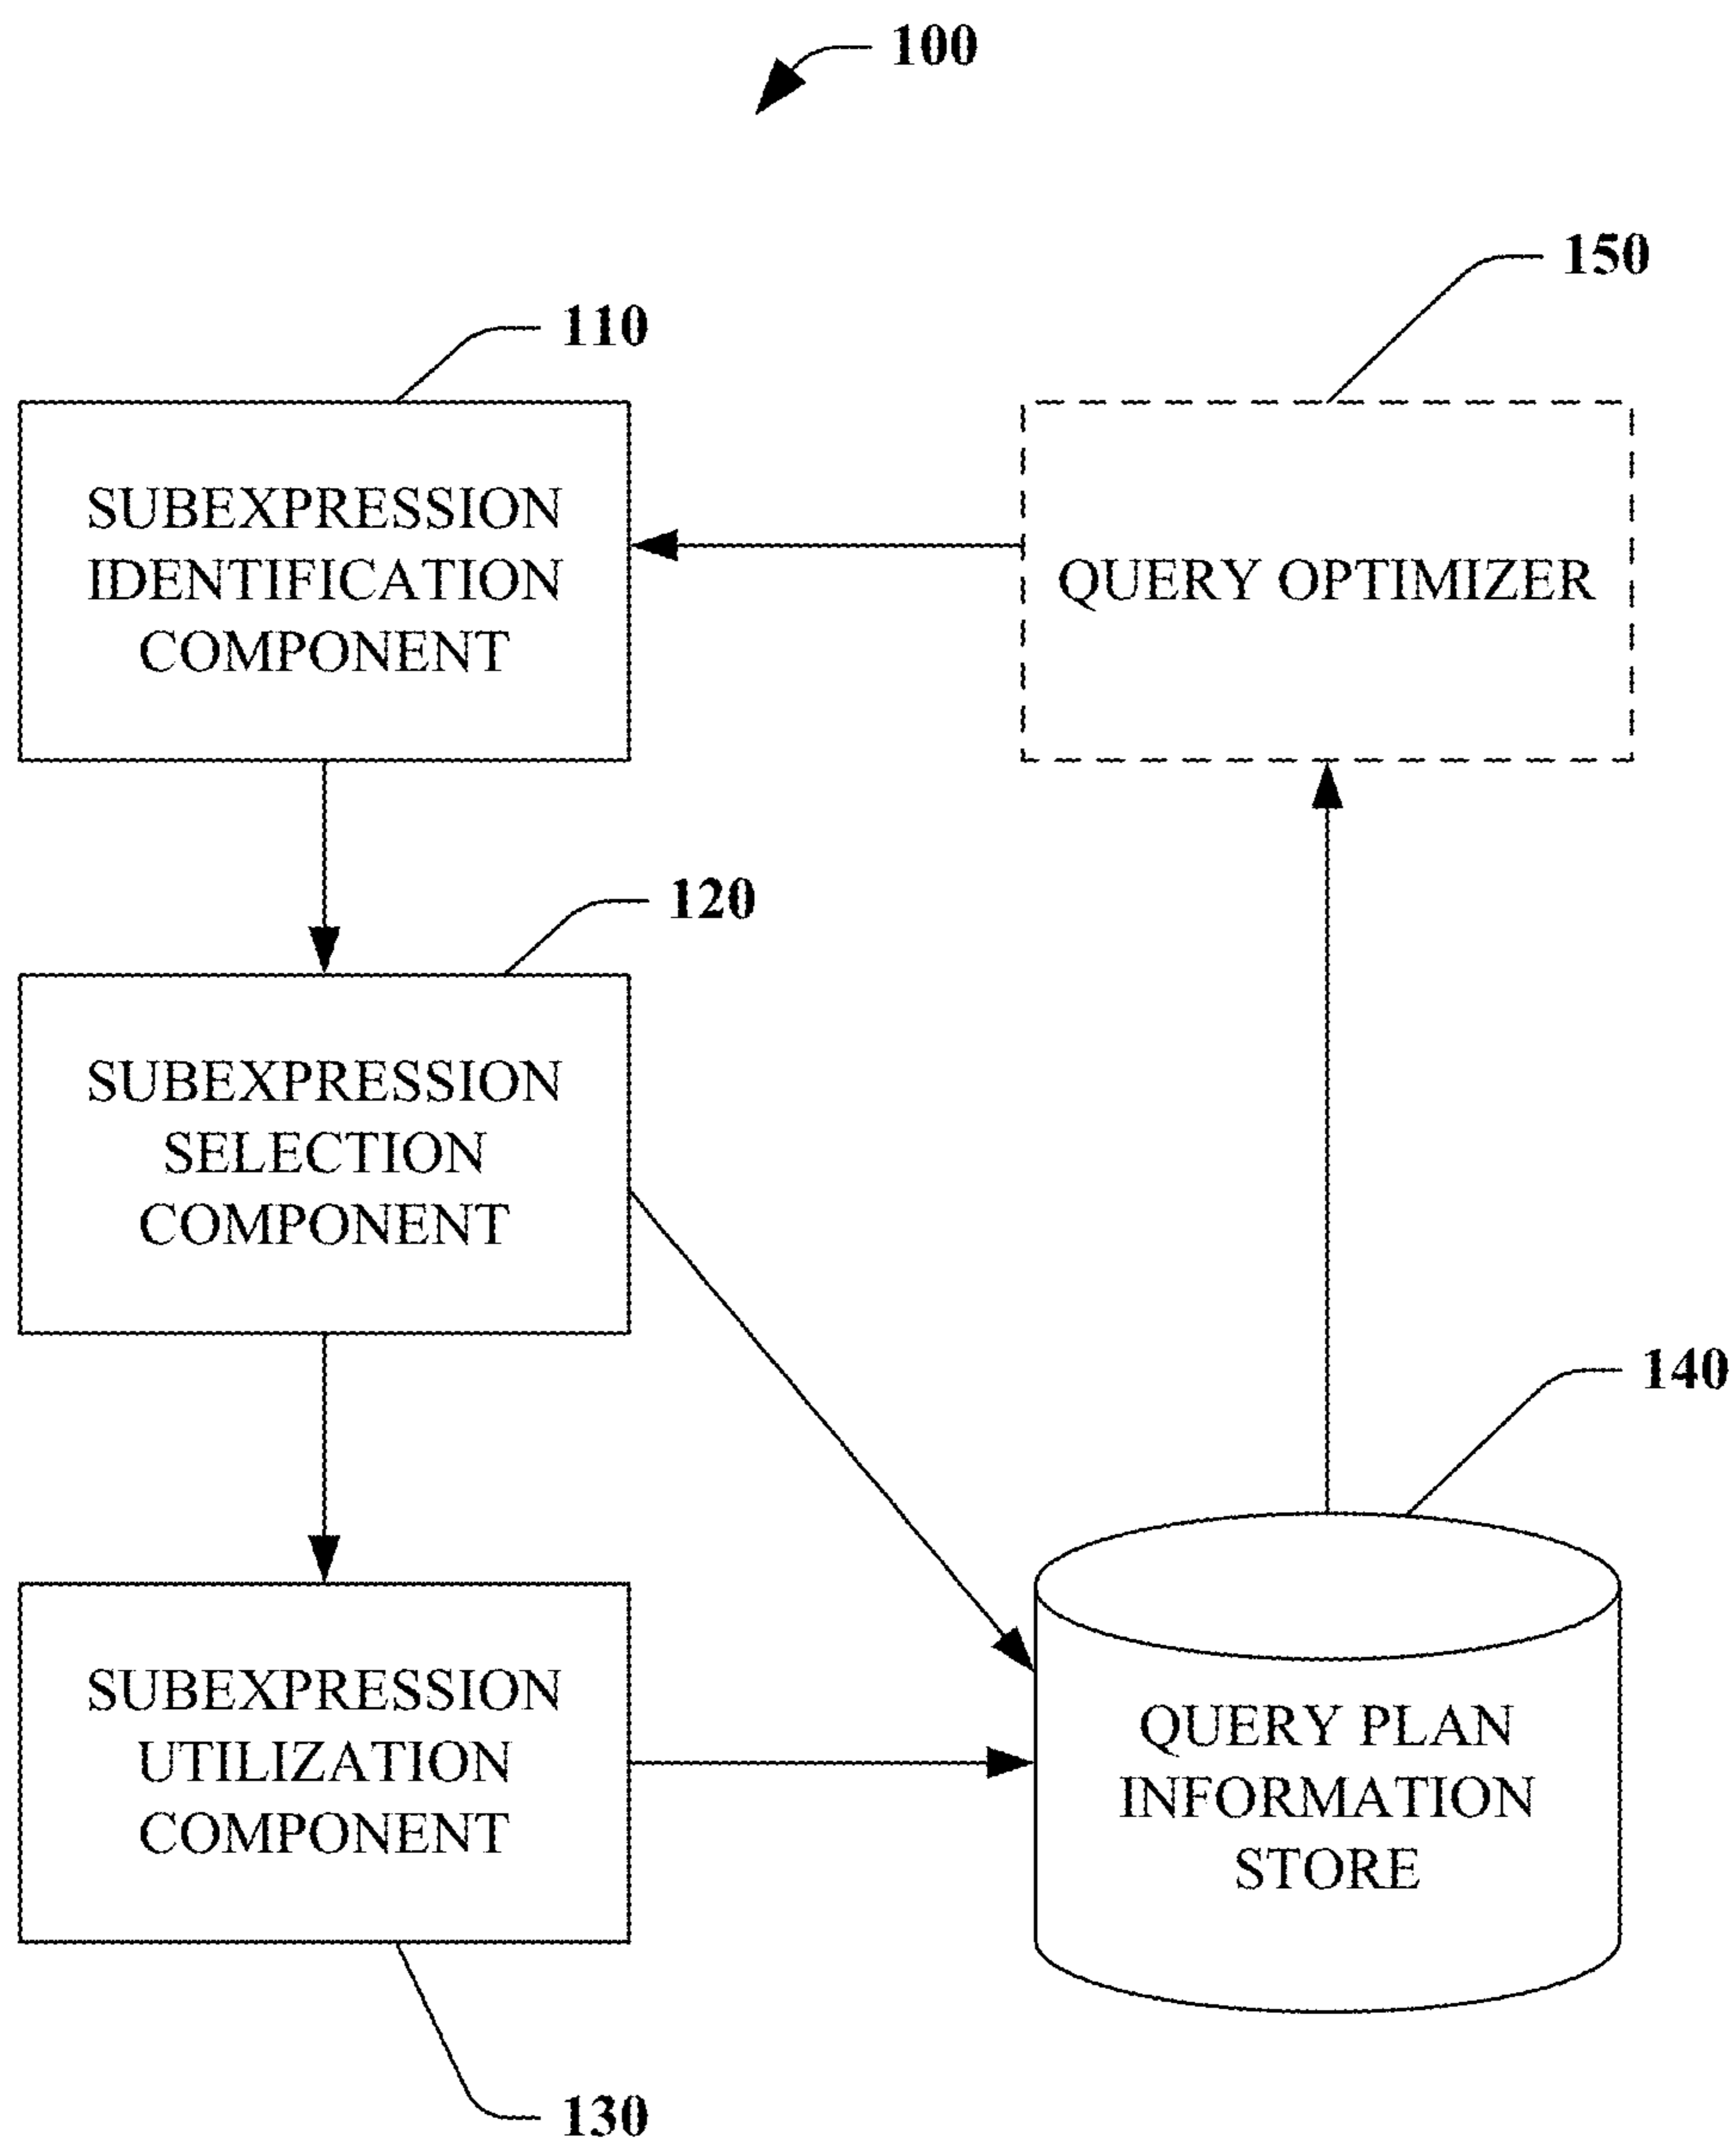 100
150
110
SUBEXPRESSION
IDENTIFICATION
COMPONENT
QUERY OPTIMIZER
120
SUBEXPRESSION
SELECTION
COMPONENT
140
SUBEXPRESSION
UTILIZATION
COMPONENT
QUERY PLAN
INFORMATION
STORE
130